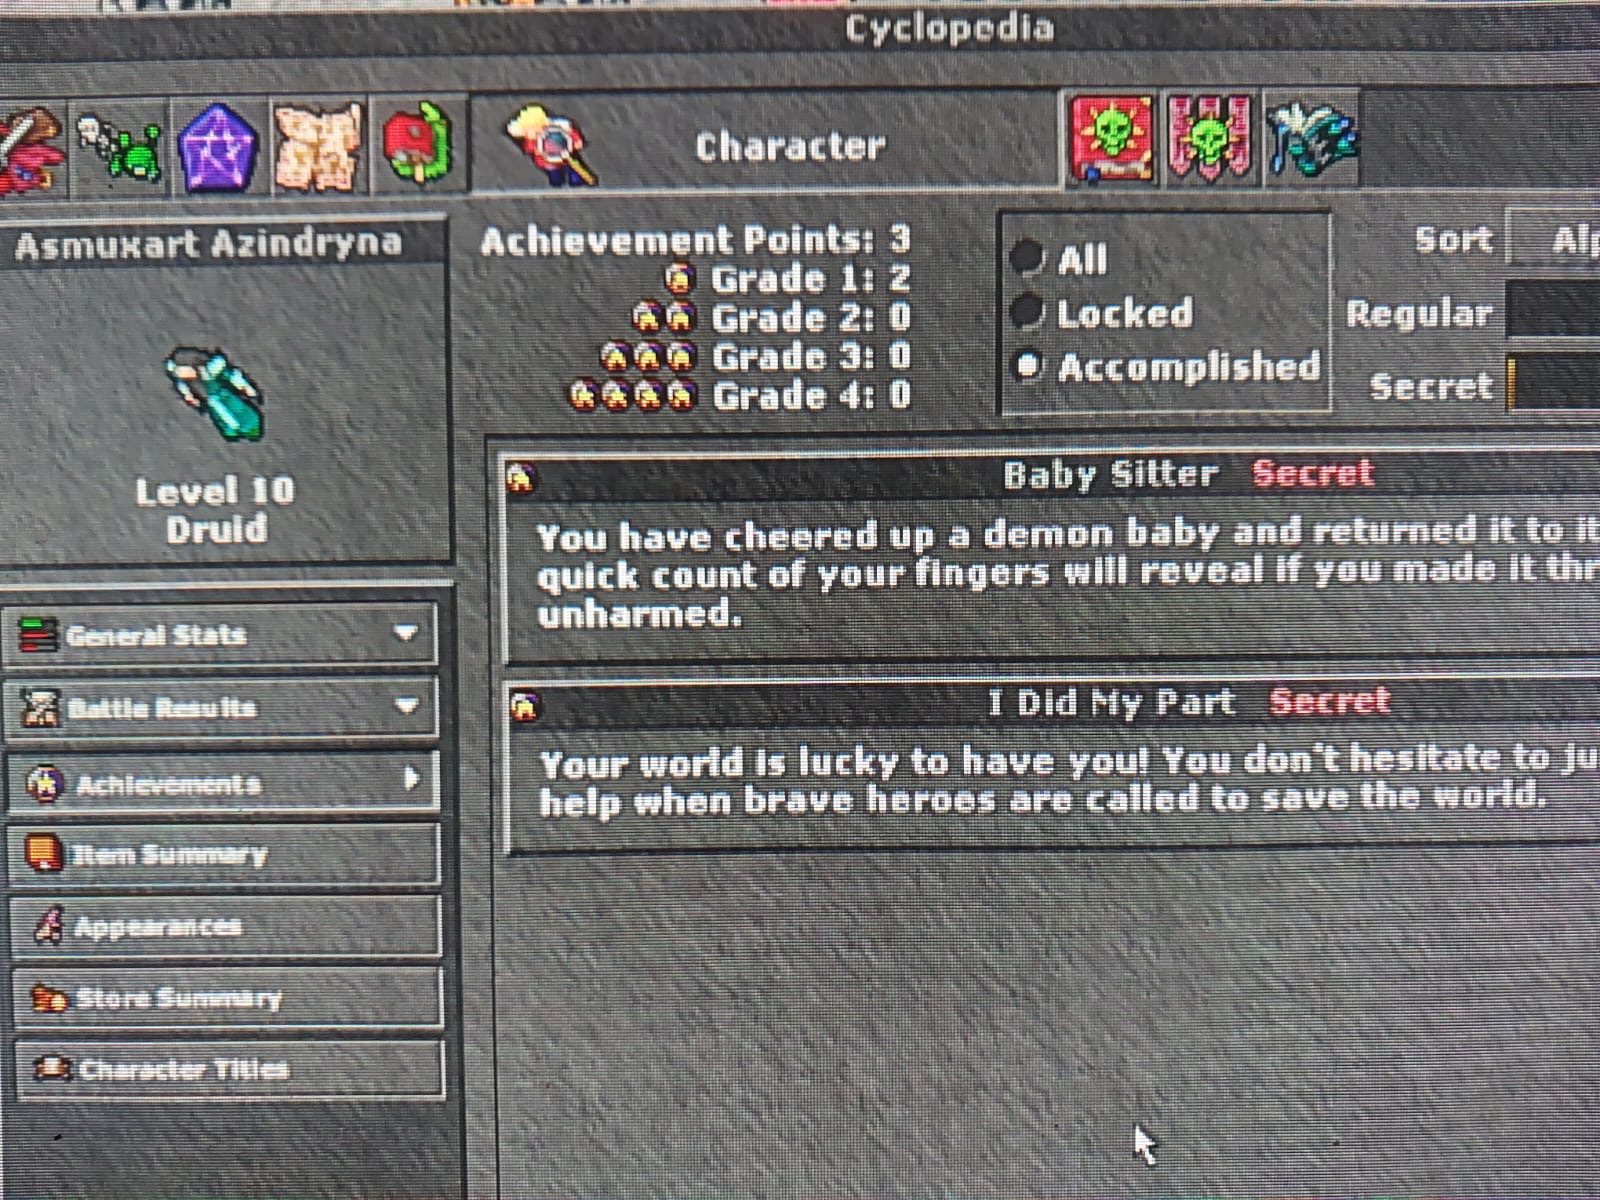 Cyclopedia
Character
Asmuxart Azindryna
Level 10
Druid
General Stats
Battle Results
Achievements
Item Summary
Appearances
Store Summary
Character Titles
Achievement Points: 3
Grade 1: 2
Grade 2: 0
Grade 3: 0
Grade 4: 0
All
Locked
Accomplished
Sort
Regular
Secret
Baby Sitter Secret
You have cheered up a demon baby and returned it to
quick count of your fingers will reveal if you made it
unharmed.
I Did My Part Secret
Your world is lucky to have you! You don't hesitate to
help when brave heroes are called to save the world.